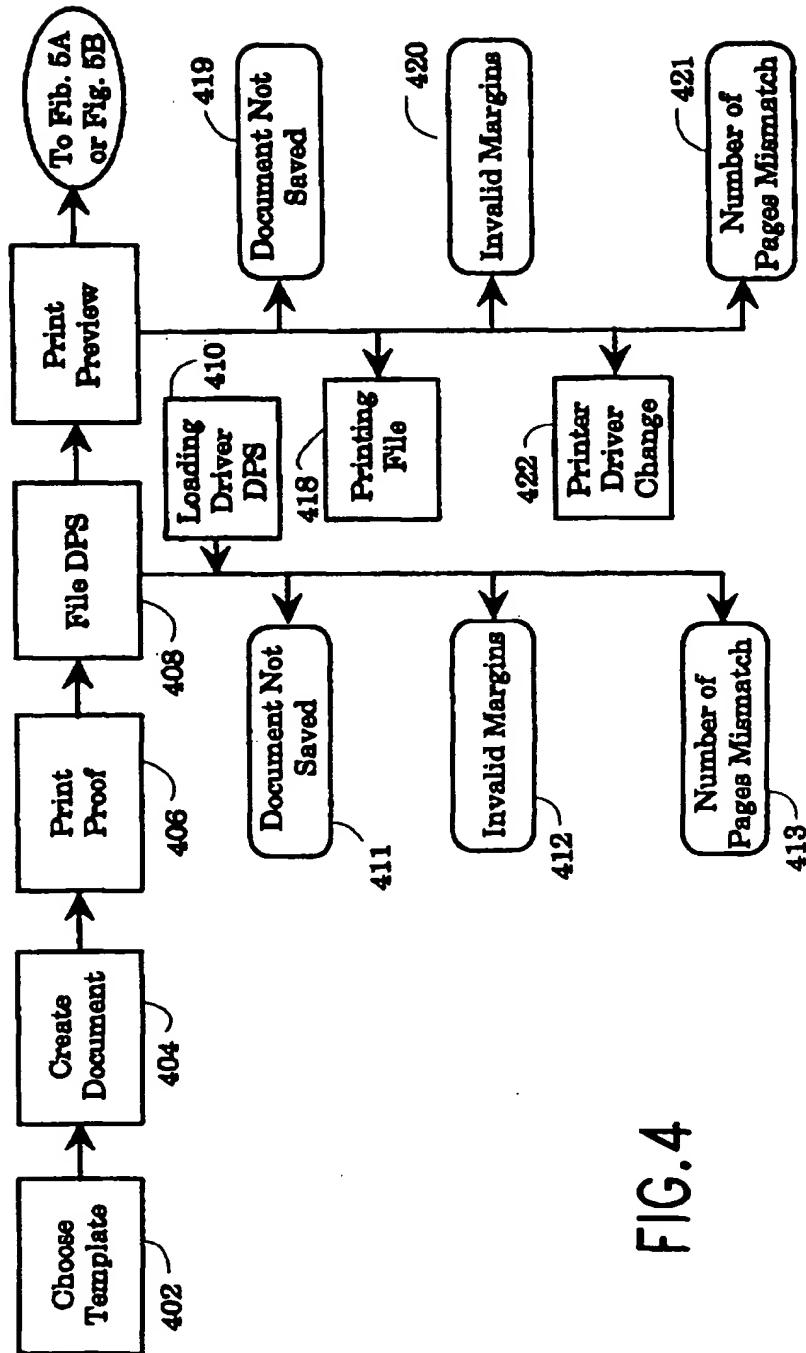 Choose
Template
402
Create
Document
404
Print
Proof
406
File DPS
408
Print
Preview
To Fib. 5A
or Fig. 5B
Loading
Driver
DPS
410
Document Not
Saved
411
Invalid Margins
412
Number of
Pages Mismatch
413
Printing
File
418
Printer
Driver
Change
422
Document Not
Saved
419
Invalid Margins
420
Number of
Pages Mismatch
421
FIG.4